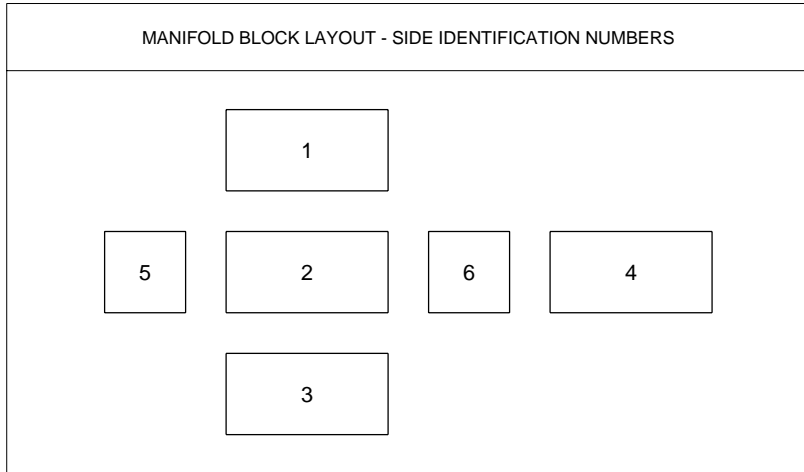 MANIFOLD BLOCK LAYOUT - SIDE IDENTIFICATION NUMBERS
1
5 2 6 4
3